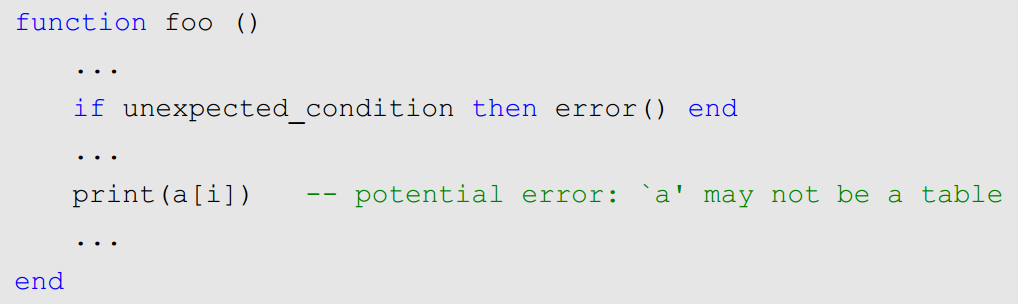 function foo ()
...
if unexpected_condition then error() end
...
print(a[i])   -- potential error: `a' may not be a table
...
end